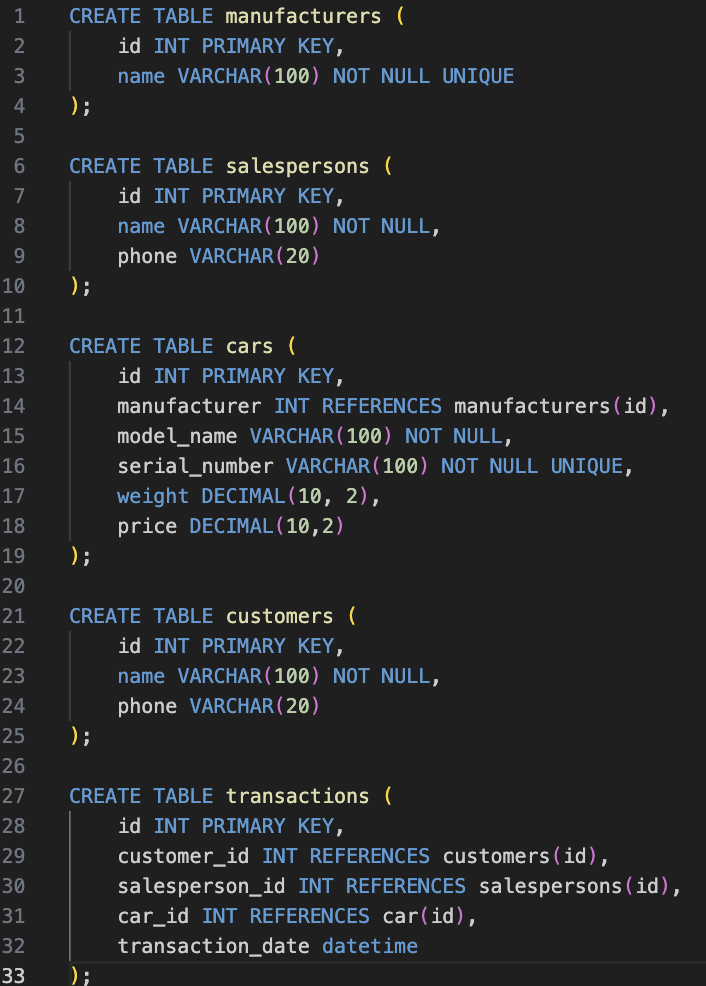 1 CREATE TABLE manufacturers (
2 id INT PRIMARY KEY,
3 name VARCHAR(100) NOT NULL UNIQUE
4 );
5
6 CREATE TABLE salespersons (
7 id INT PRIMARY KEY,
8 name VARCHAR(100) NOT NULL,
9 phone VARCHAR(20)
10 );
11
12 CREATE TABLE cars (
13 id INT PRIMARY KEY,
14 manufacturer INT REFERENCES manufacturers(id),
15 model_name VARCHAR(100) NOT NULL,
16 serial_number VARCHAR(100) NOT NULL UNIQUE,
17 weight DECIMAL(10, 2),
18 price DECIMAL(10,2)
19 );
20
21 CREATE TABLE customers (
22 id INT PRIMARY KEY,
23 name VARCHAR(100) NOT NULL,
24 phone VARCHAR(20)
25 );
26
27 CREATE TABLE transactions (
28 id INT PRIMARY KEY,
29 customer_id INT REFERENCES customers(id),
30 salesperson_id INT REFERENCES salespersons(id),
31 car_id INT REFERENCES car(id),
32 transaction_date datetime
33 );